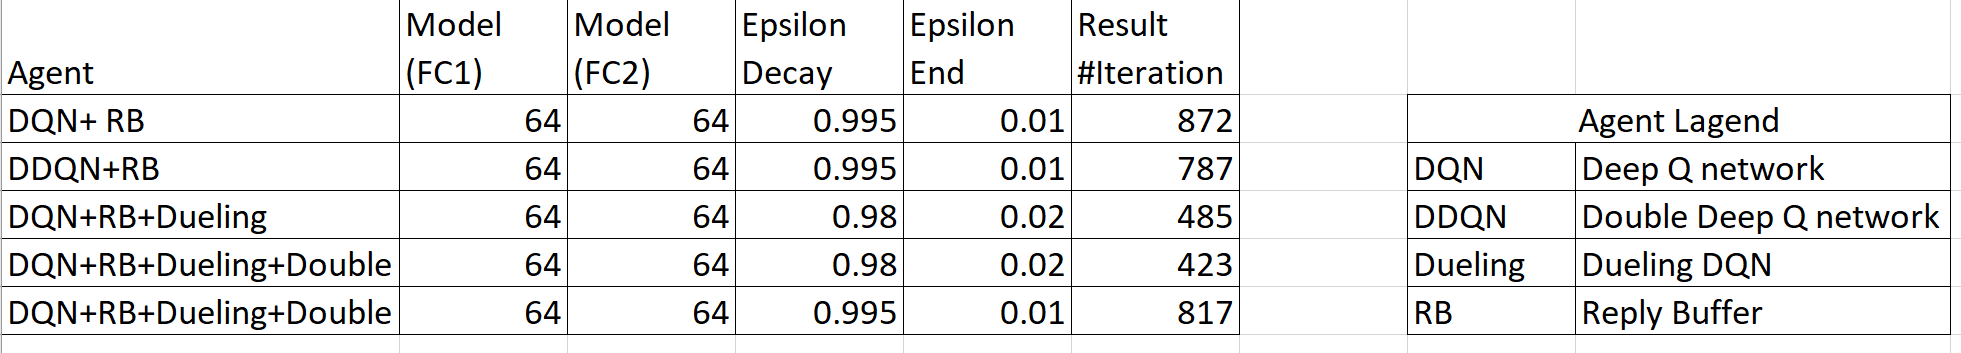 Agent Model (FC1) Model (FC2) Epsilon Decay Epsilon End Result #Iteration
DQN+ RB 64 64 0.995 0.01 872
DDQN+RB 64 64 0.995 0.01 787
DQN+RB+Dueling 64 64 0.98 0.02 485
DQN+RB+Dueling+Double 64 64 0.98 0.02 423
DQN+RB+Dueling+Double 64 64 0.995 0.01 817
Agent Lagend
DQN Deep Q network
DDQN Double Deep Q network
Dueling Dueling DQN
RB Reply Buffer